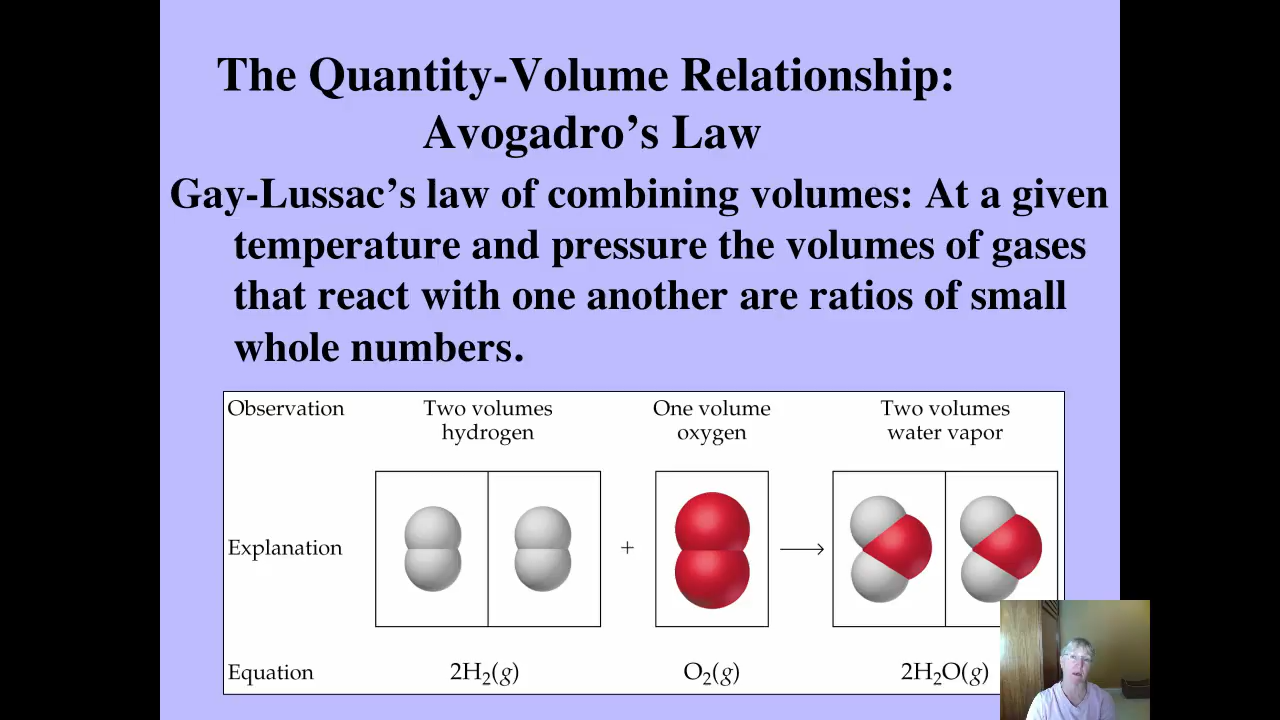 The Quantity-Volume Relationship:
Avogadro’s Law
Gay-Lussac’s law of combining volumes: At a given
temperature and pressure the volumes of gases
that react with one another are ratios of small
whole numbers.
Observation Two volumes hydrogen One volume oxygen Two volumes water vapor
Explanation + ⟶
Equation 2H₂(g) O₂(g) 2H₂O(g)